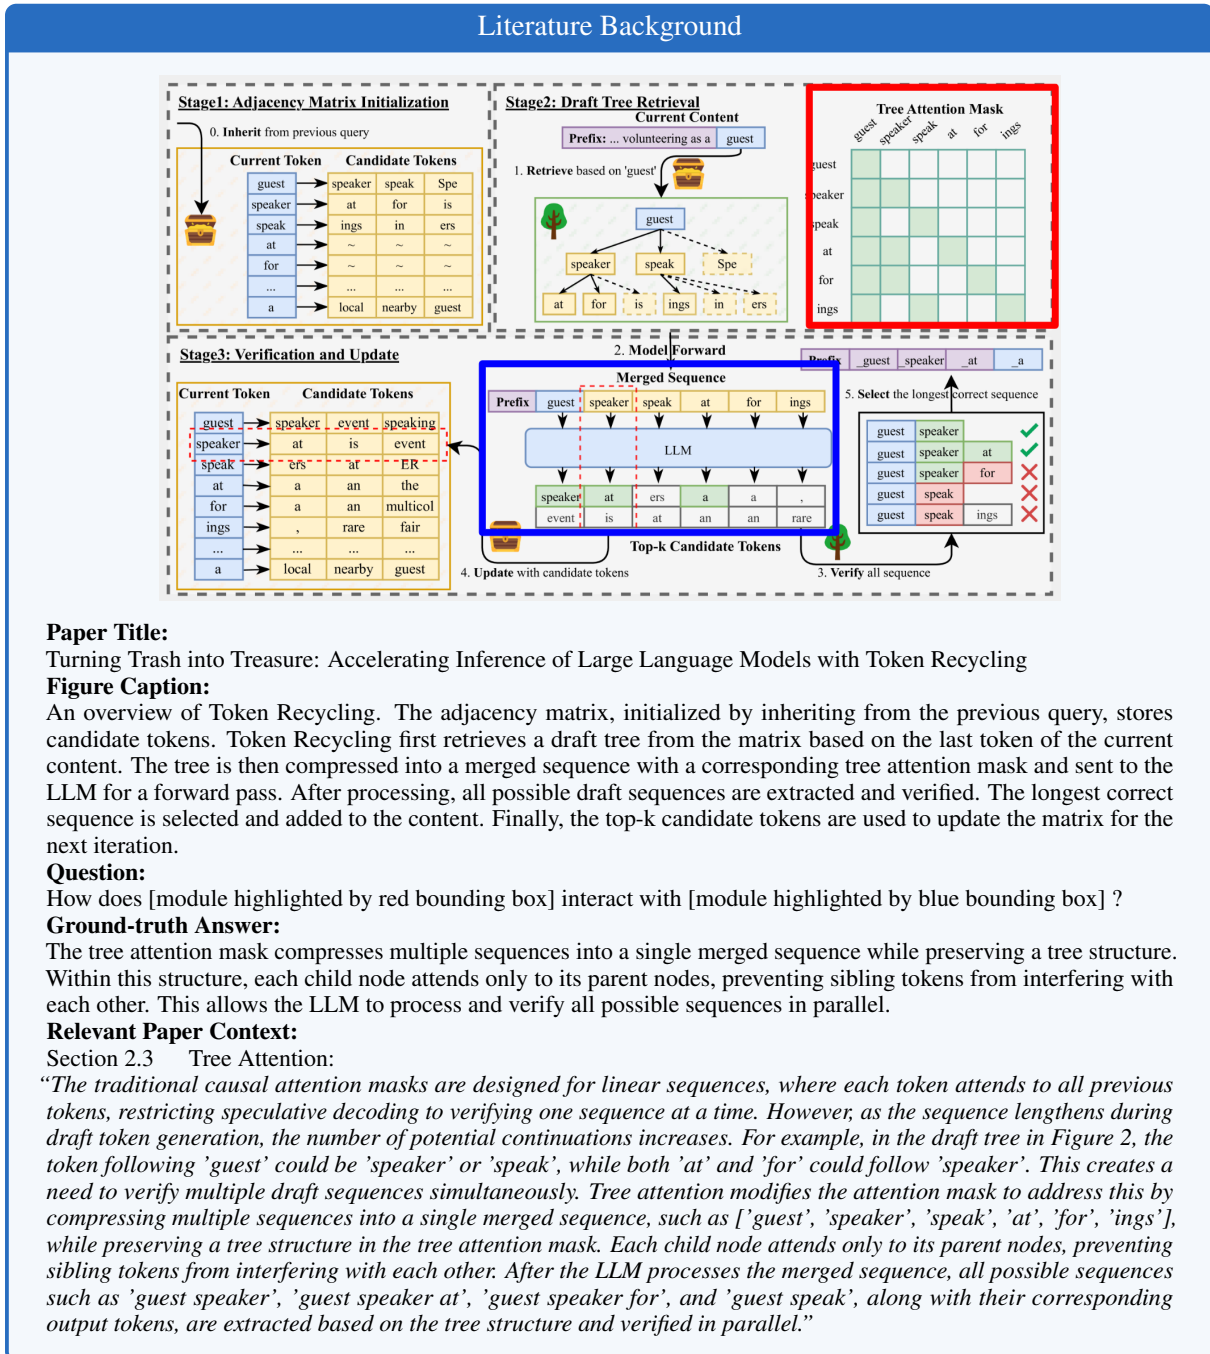 Literature Background
Stage1: Adjacency Matrix Initialization
0. Inherit from previous query
Current Token Candidate Tokens
guest speaker speak Spe
speaker at for is
speak ings in ers
at ~ ~ ~
for ~ ~ ~
... ... ... ...
a local nearby guest
Stage2: Draft Tree Retrieval
Current Content
Prefix: ... volunteering as a guest
1. Retrieve based on 'guest'
guest
speaker speak Spe
at for is ings in ers
Tree Attention Mask
guest speaker speak at for ings
guest
speaker
speak
at
for
ings
Stage3: Verification and Update
Current Token Candidate Tokens
guest speaker event speaking
speaker at is event
speak ers at ER
at a an the
for a an multicol
ings , rare fair
... ... ... ...
a local nearby guest
2. Model Forward
Merged Sequence
Prefix guest speaker speak at for ings
LLM
speaker at ers a a ,
event is at an an rare
Top-k Candidate Tokens
4. Update with candidate tokens
3. Verify all sequence
Prefix _guest _speaker _at _a
5. Select the longest correct sequence
guest speaker
guest speaker at
guest speaker for
guest speak
guest speak ings
Paper Title:
Turning Trash into Treasure: Accelerating Inference of Large Language Models with Token Recycling
Figure Caption:
An overview of Token Recycling. The adjacency matrix, initialized by inheriting from the previous query, stores
candidate tokens. Token Recycling first retrieves a draft tree from the matrix based on the last token of the current
content. The tree is then compressed into a merged sequence with a corresponding tree attention mask and sent to the
LLM for a forward pass. After processing, all possible draft sequences are extracted and verified. The longest correct
sequence is selected and added to the content. Finally, the top-k candidate tokens are used to update the matrix for the
next iteration.
Question:
How does [module highlighted by red bounding box] interact with [module highlighted by blue bounding box] ?
Ground-truth Answer:
The tree attention mask compresses multiple sequences into a single merged sequence while preserving a tree structure.
Within this structure, each child node attends only to its parent nodes, preventing sibling tokens from interfering with
each other. This allows the LLM to process and verify all possible sequences in parallel.
Relevant Paper Context:
Section 2.3 Tree Attention:
“The traditional causal attention masks are designed for linear sequences, where each token attends to all previous
tokens, restricting speculative decoding to verifying one sequence at a time. However, as the sequence lengthens during
draft token generation, the number of potential continuations increases. For example, in the draft tree in Figure 2, the
token following 'guest' could be 'speaker' or 'speak', while both 'at' and 'for' could follow 'speaker'. This creates a
need to verify multiple draft sequences simultaneously. Tree attention modifies the attention mask to address this by
compressing multiple sequences into a single merged sequence, such as ['guest', 'speaker', 'speak', 'at', 'for', 'ings'],
while preserving a tree structure in the tree attention mask. Each child node attends only to its parent nodes, preventing
sibling tokens from interfering with each other. After the LLM processes the merged sequence, all possible sequences
such as 'guest speaker', 'guest speaker at', 'guest speaker for', and 'guest speak', along with their corresponding
output tokens, are extracted based on the tree structure and verified in parallel.”